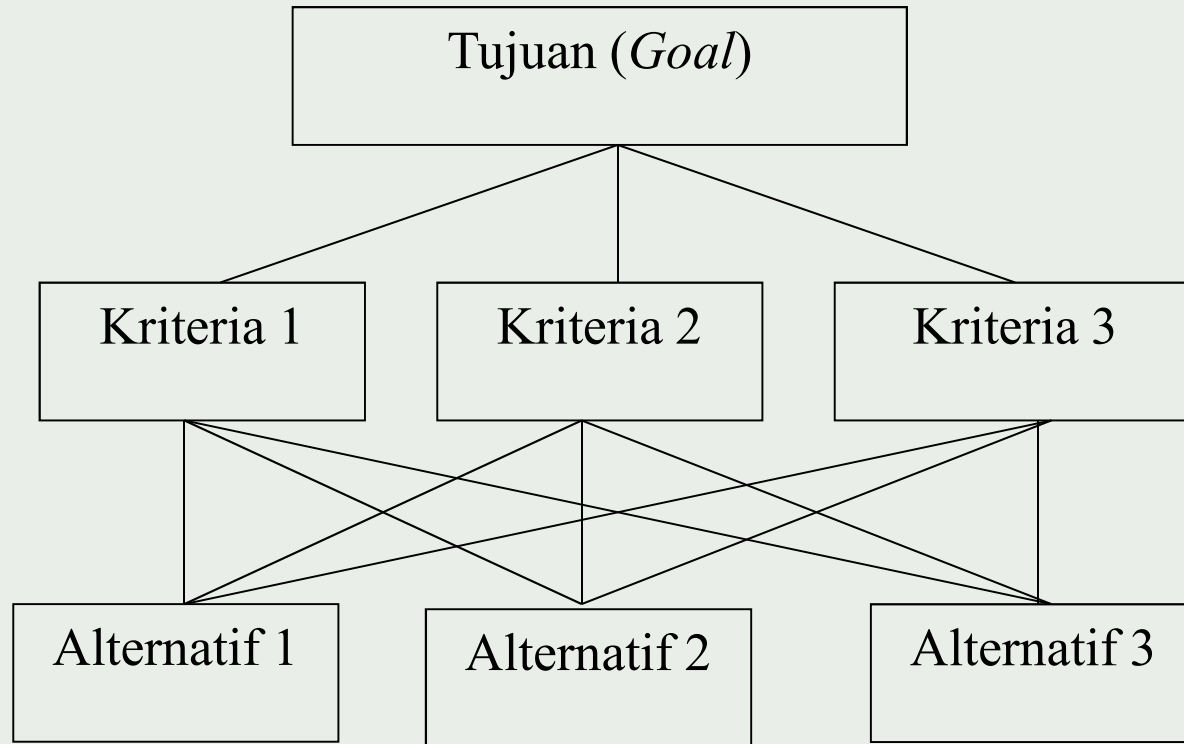 Tujuan (Goal)
Kriteria 1
Kriteria 2
Kriteria 3
Alternatif 1
Alternatif 2
Alternatif 3